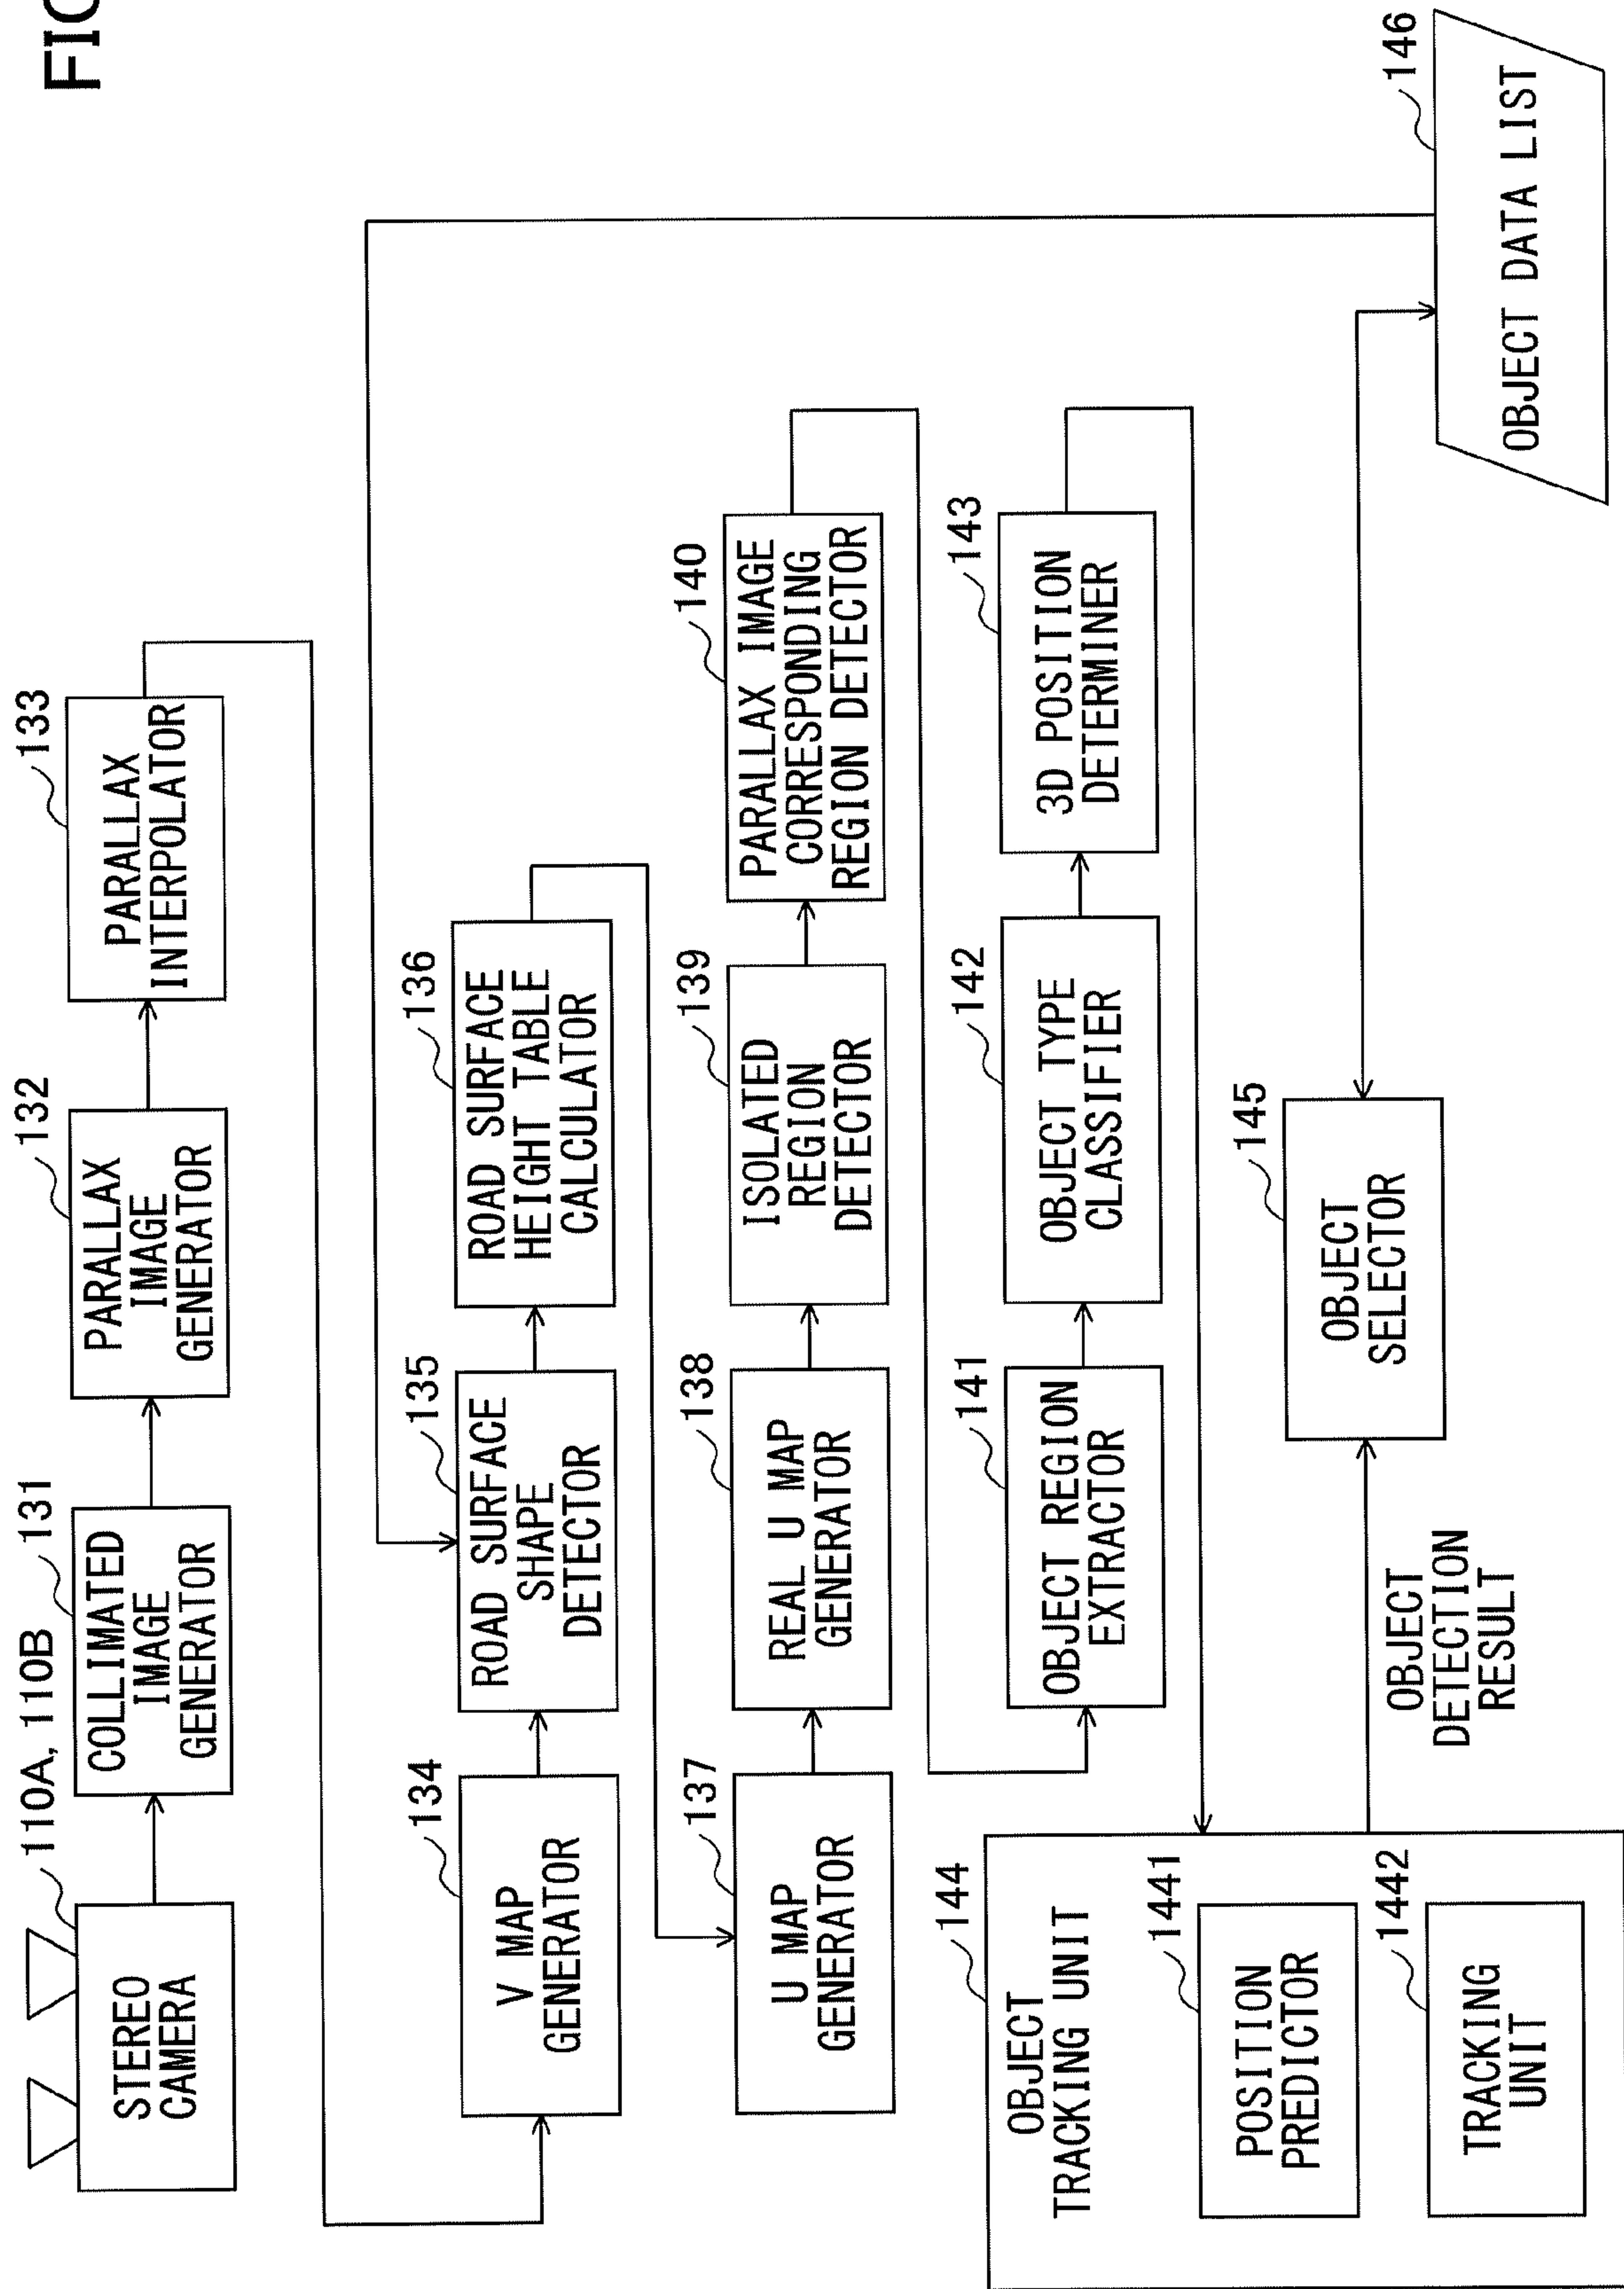 FIG
110A, 110B
STEREO
CAMERA
131
COLLIMATED
IMAGE
GENERATOR
132
PARALLAX
IMAGE
GENERATOR
133
PARALLAX
INTERPOLATOR
134
V MAP
GENERATOR
135
ROAD SURFACE
SHAPE
DETECTOR
136
ROAD SURFACE
HEIGHT TABLE
CALCULATOR
137
U MAP
GENERATOR
138
REAL U MAP
GENERATOR
139
ISOLATED
REGION
DETECTOR
140
PARALLAX IMAGE
CORRESPONDING
REGION DETECTOR
141
OBJECT REGION
EXTRACTOR
142
OBJECT TYPE
CLASSIFIER
143
3D POSITION
DETERMINER
144
OBJECT
TRACKING UNIT
1441
POSITION
PREDICTOR
1442
TRACKING
UNIT
OBJECT
DETECTION
RESULT
145
OBJECT
SELECTOR
146
OBJECT DATA LIST